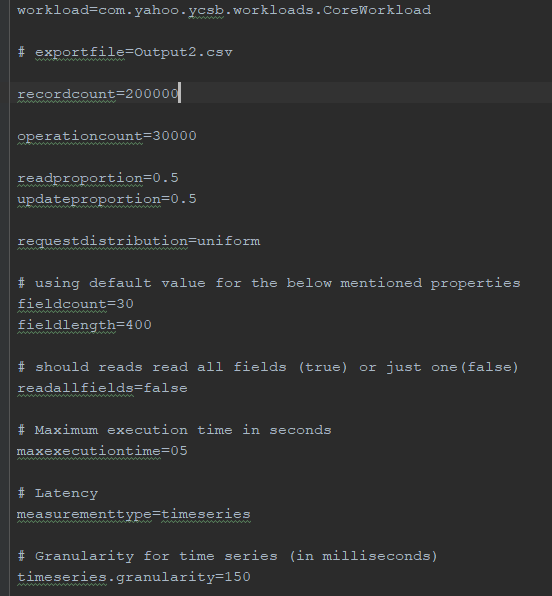 workload=com.yahoo.ycsb.workloads.CoreWorkload
# exportfile=Output2.csv
recordcount=200000
operationcount=30000
readproportion=0.5
updateproportion=0.5
requestdistribution=uniform
# using default value for the below mentioned properties
fieldcount=30
fieldlength=400
# should reads read all fields (true) or just one(false)
readallfields=false
# Maximum execution time in seconds
maxexecutiontime=05
# Latency
measurementtype=timeseries
# Granularity for time series (in milliseconds)
timeseries.granularity=150